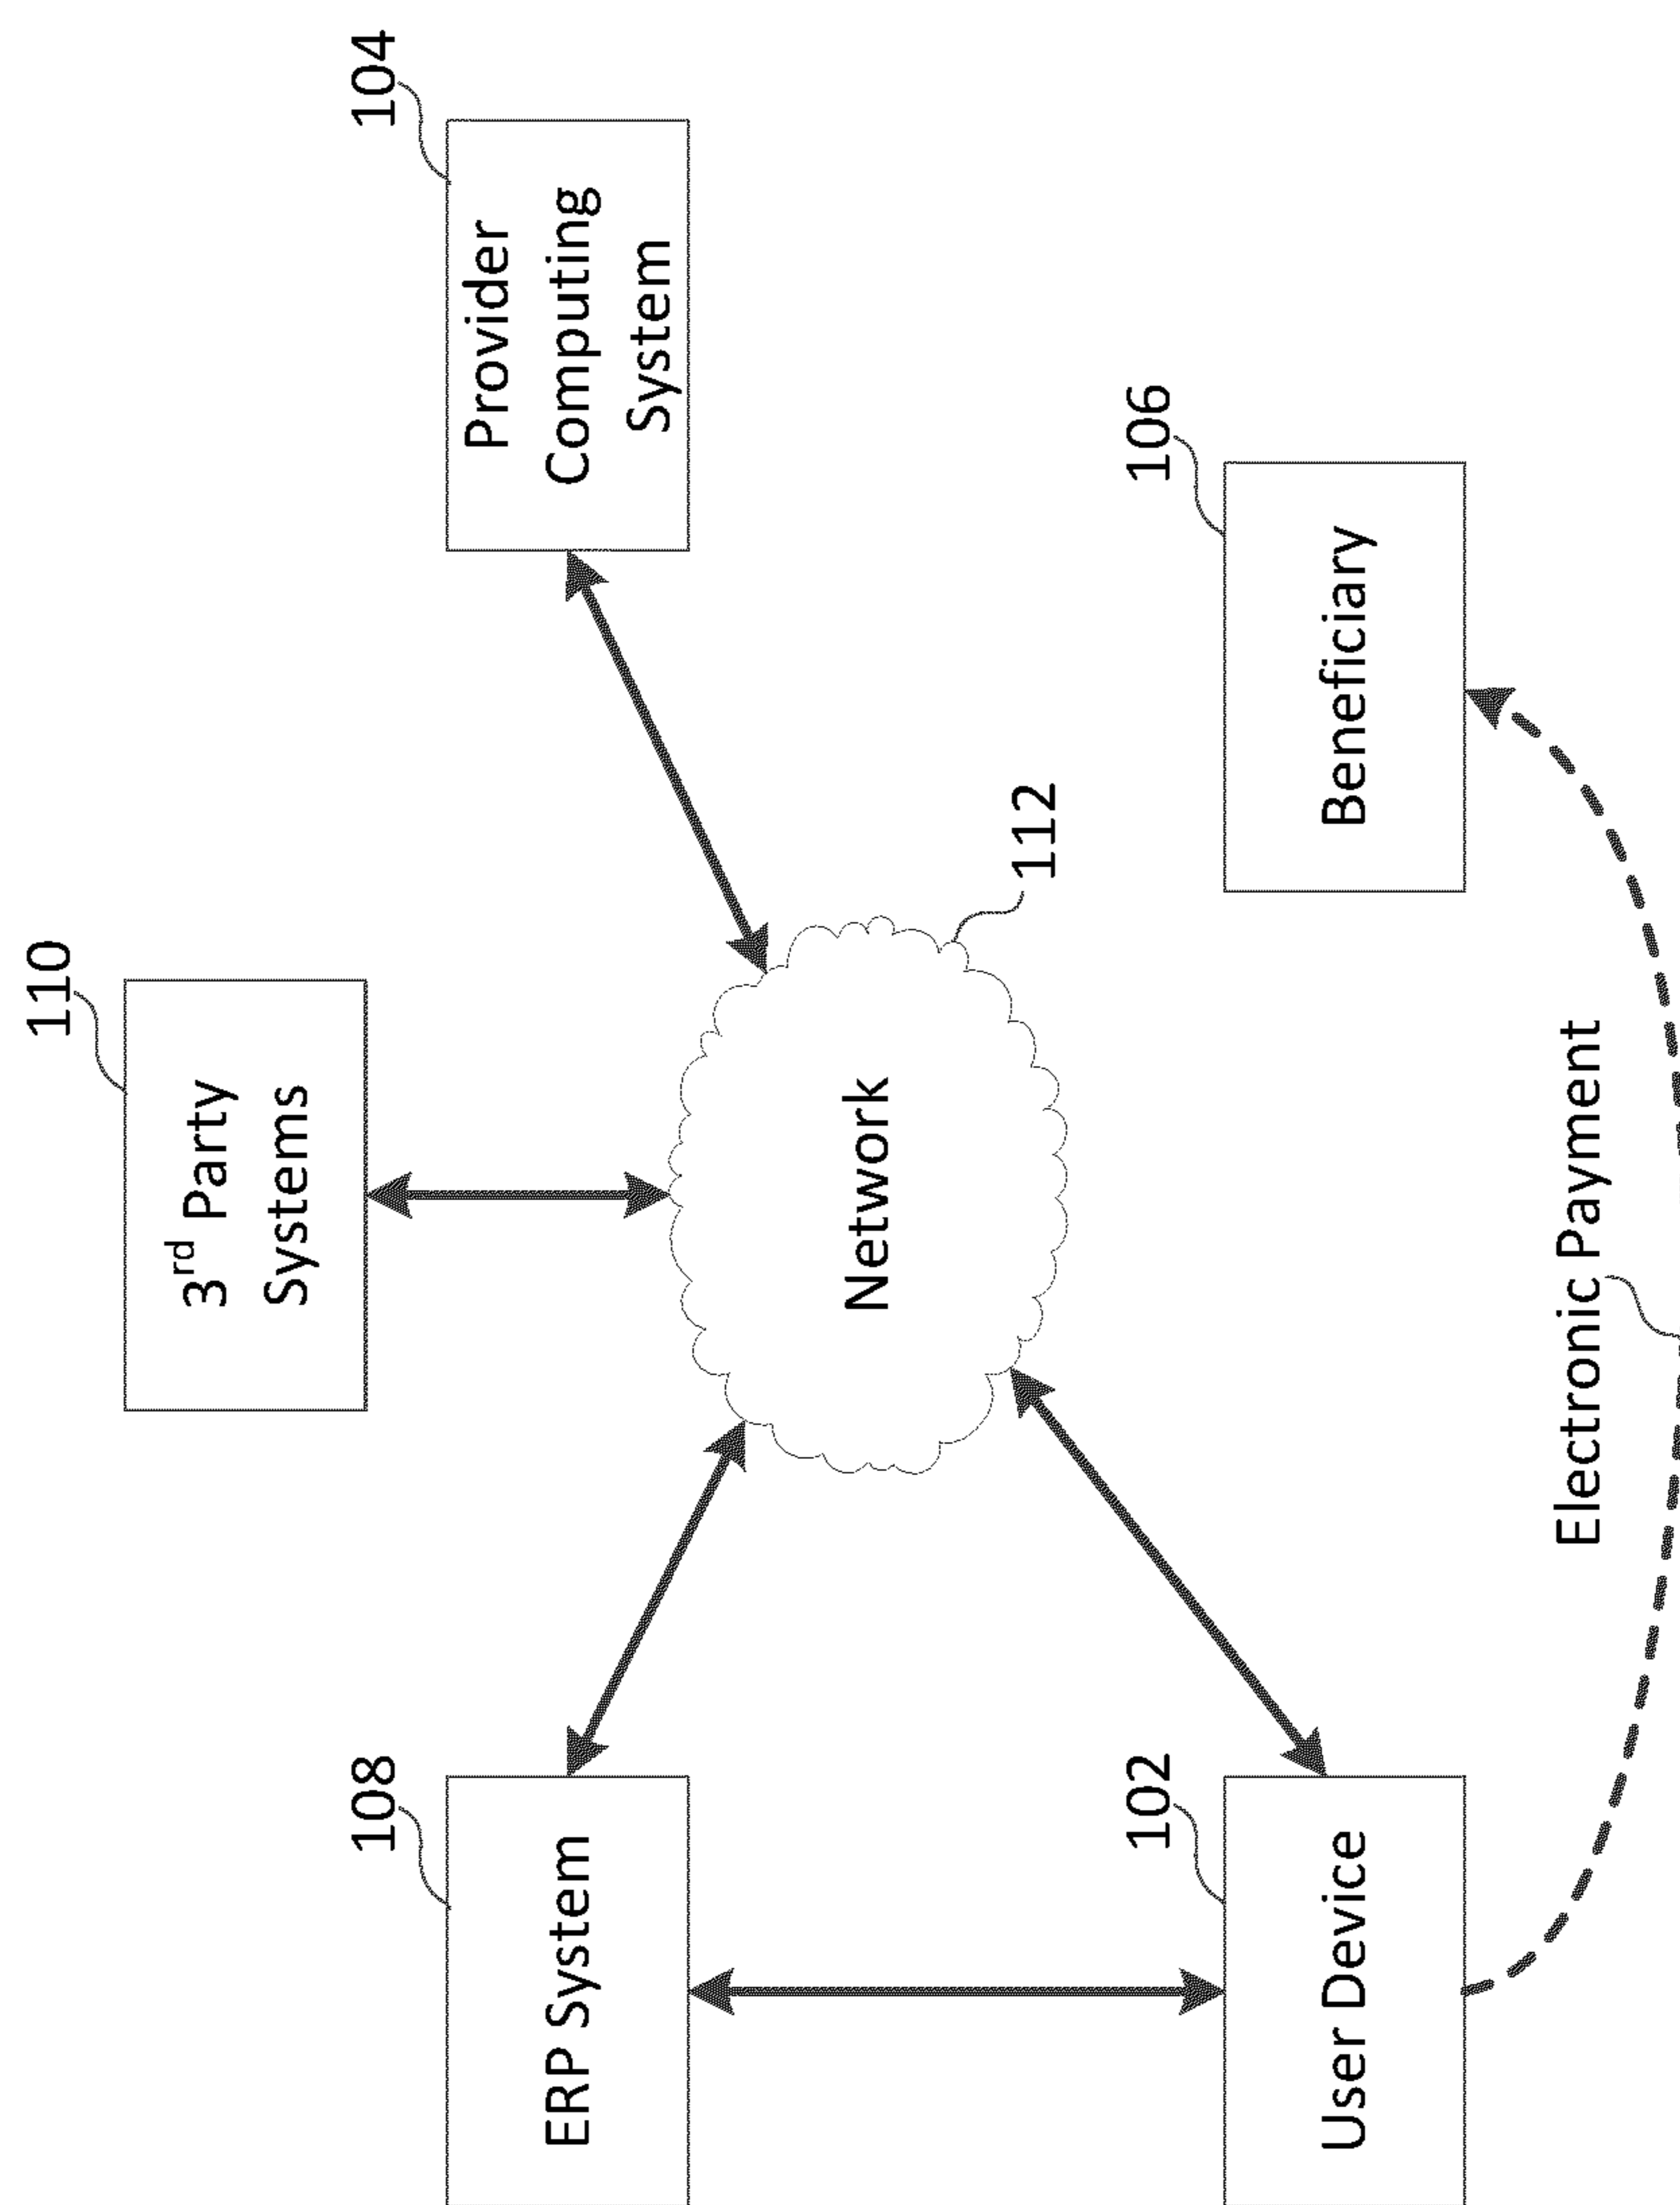 110
3rd Party
Systems
108
ERP System
104
Provider
Computing
System
Network
112
102
User Device
106
Beneficiary
Electronic Payment